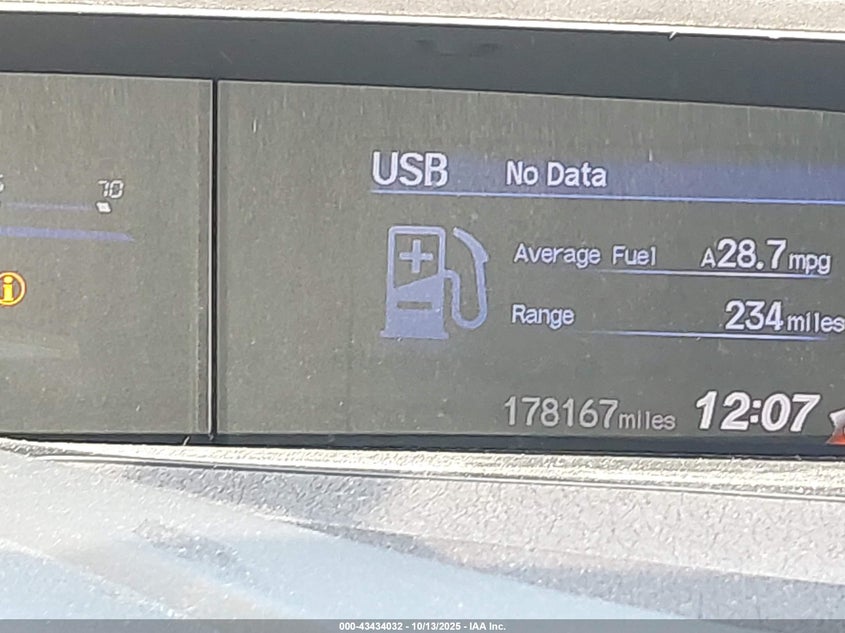 USB No Data
70
Average Fuel A28.7mpg
Range 234miles
178167miles 12:07
000-43434032 - 10/13/2025 - IAA Inc.